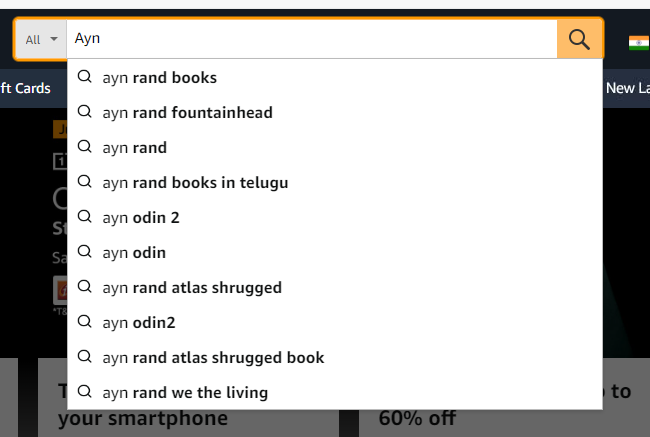 All
Ayn
ft Cards
New La
ayn rand books
ayn rand fountainhead
ayn rand
ayn rand books in telugu
ayn odin 2
ayn odin
ayn rand atlas shrugged
ayn odin2
ayn rand atlas shrugged book
ayn rand we the living
to
your smartphone
60% off